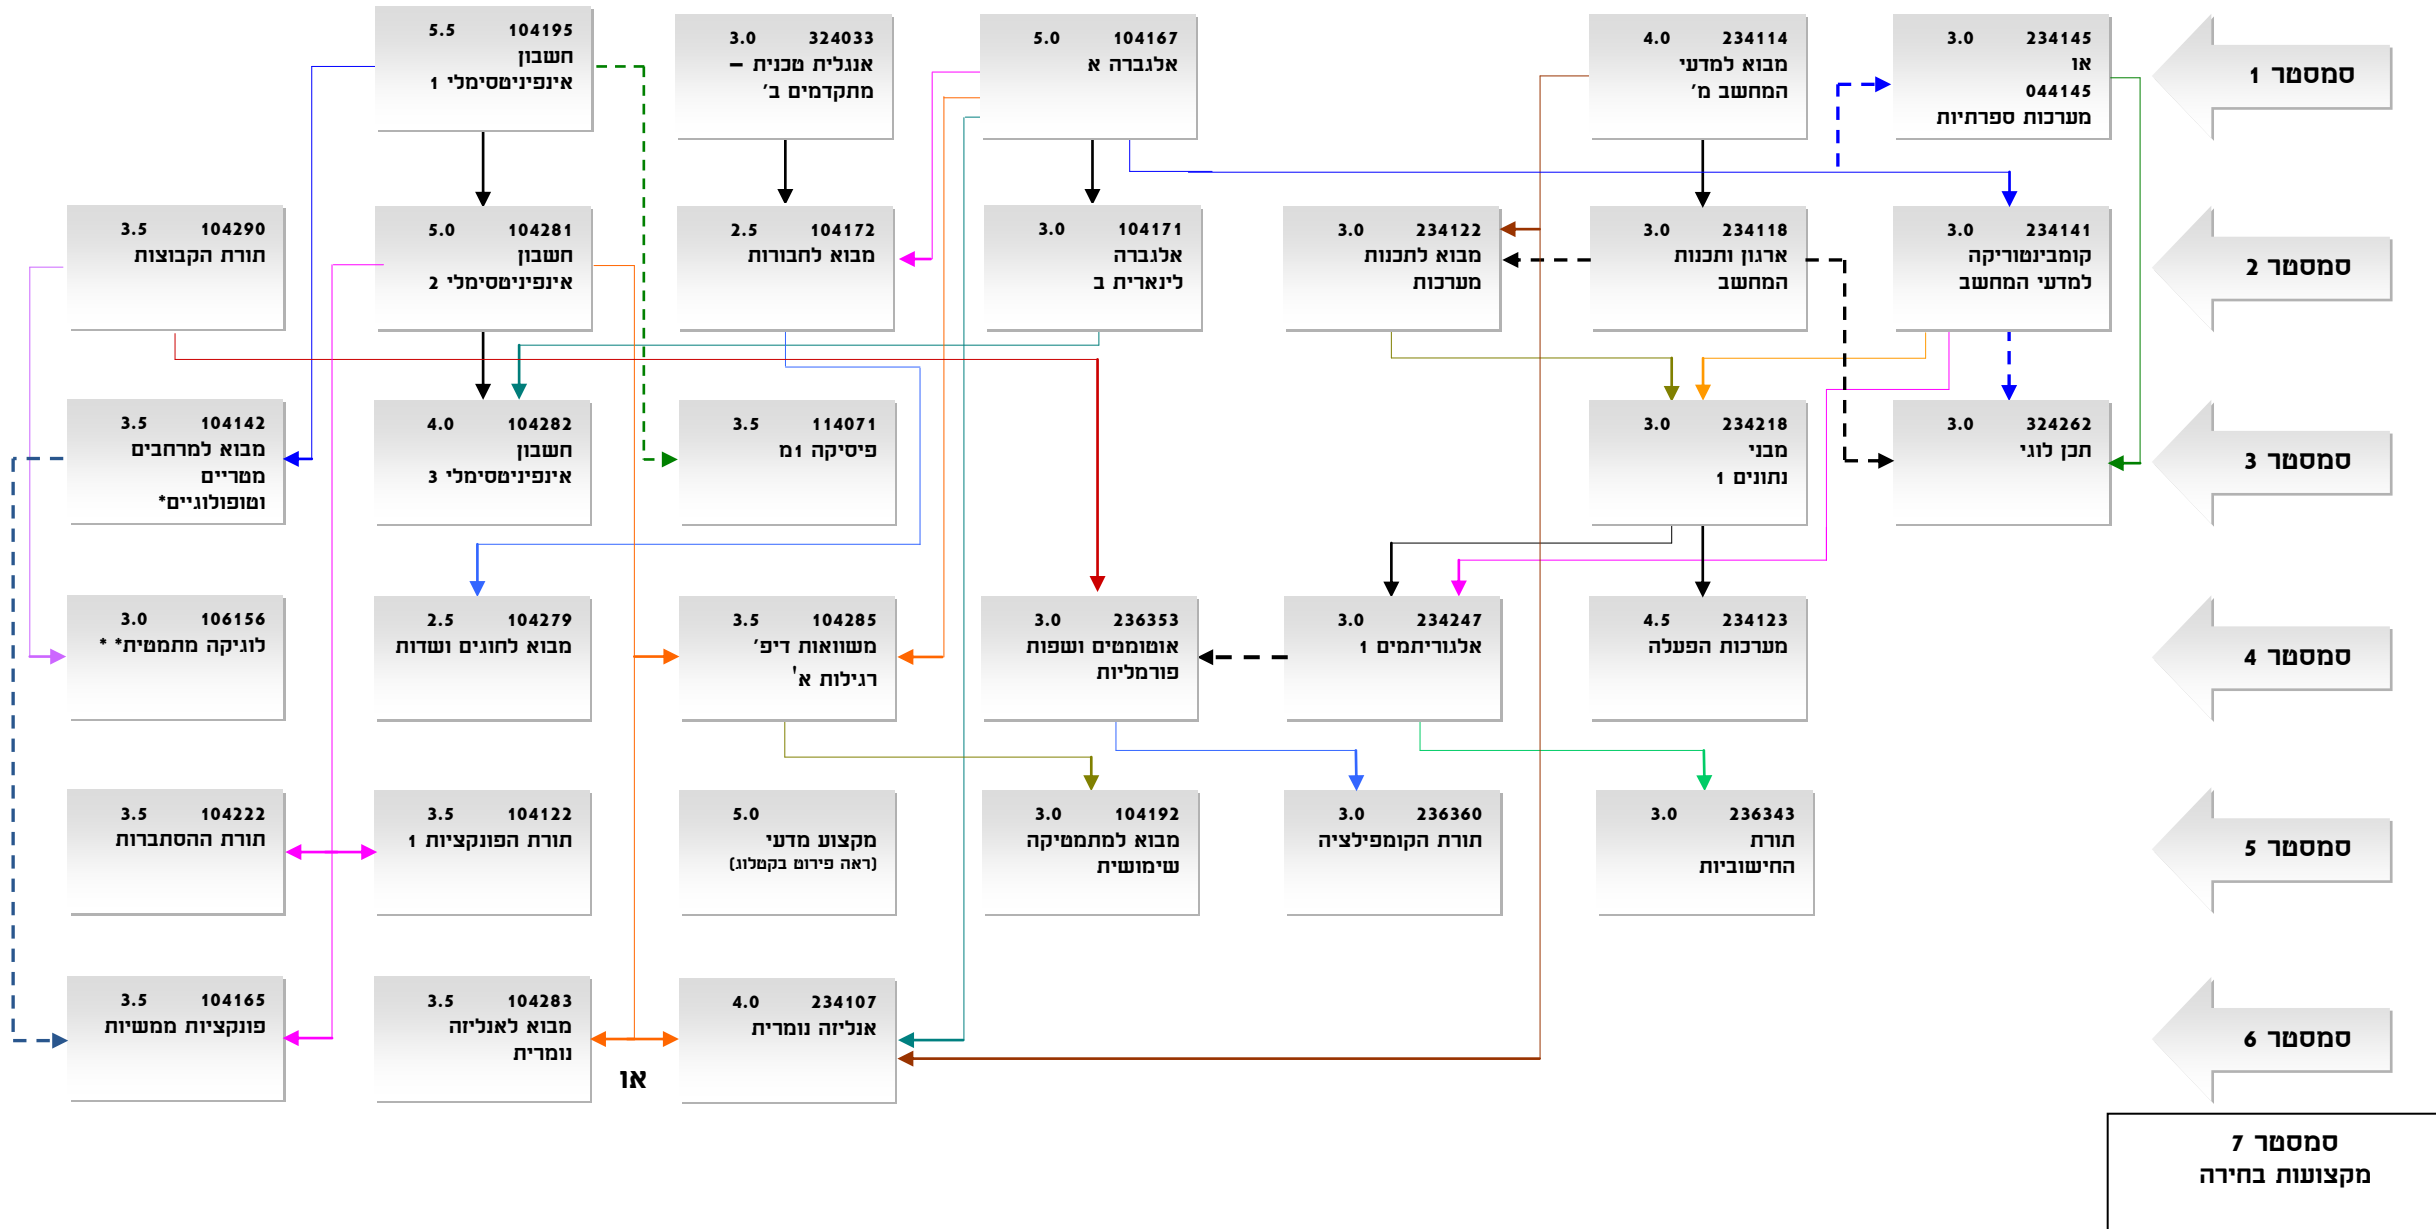 סמסטר 1
234145 3.0
או
044145
מערכות ספרתיות
234114 4.0
מבוא למדעי
המחשב מ'
104167 5.0
אלגברה א
324033 3.0
אנגלית טכנית –
מתקדמים ב'
104195 5.5
חשבון
אינפיניטסימלי 1
סמסטר 2
234141 3.0
קומבינטוריקה
למדעי המחשב
234118 3.0
ארגון ותכנות
המחשב
234122 3.0
מבוא לתכנות
מערכות
104171 3.0
אלגברה
לינארית ב
104172 2.5
מבוא לחבורות
104281 5.0
חשבון
אינפיניטסימלי 2
104290 3.5
תורת הקבוצות
סמסטר 3
324262 3.0
תכן לוגי
234218 3.0
מבני
נתונים 1
114071 3.5
פיסיקה 1מ
104282 4.0
חשבון
אינפיניטסימלי 3
104142 3.5
מבוא למרחבים
מטריים
וטופולוגיים*
סמסטר 4
234123 4.5
מערכות הפעלה
234247 3.0
אלגוריתמים 1
236353 3.0
אוטומטים ושפות
פורמליות
104285 3.5
משוואות דיפ'
רגילות א'
104279 2.5
מבוא לחוגים ושדות
106156 3.0
לוגיקה מתמטית* *
סמסטר 5
236343 3.0
תורת
החישוביות
236360 3.0
תורת הקומפילציה
104192 3.0
מבוא למתמטיקה
שימושית
5.0
מקצוע מדעי
(ראה פירוט בקטלוג)
104122 3.5
תורת הפונקציות 1
104222 3.5
תורת ההסתברות
סמסטר 6
234107 4.0
אנליזה נומרית
או
104283 3.5
מבוא לאנליזה
נומרית
104165 3.5
פונקציות ממשיות
סמסטר 7
מקצועות בחירה